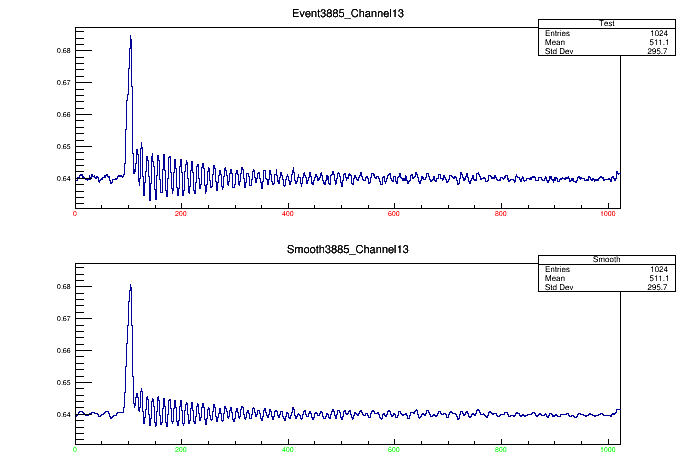 Event3885_Channel13
Test
Entries 1024
Mean 511.1
Std Dev 295.7
0.68
0.67
0.66
0.65
0.64
0 200 400 600 800 1000
Smooth3885_Channel13
Smooth
Entries 1024
Mean 511.1
Std Dev 295.7
0.68
0.67
0.66
0.65
0.64
0 200 400 600 800 1000